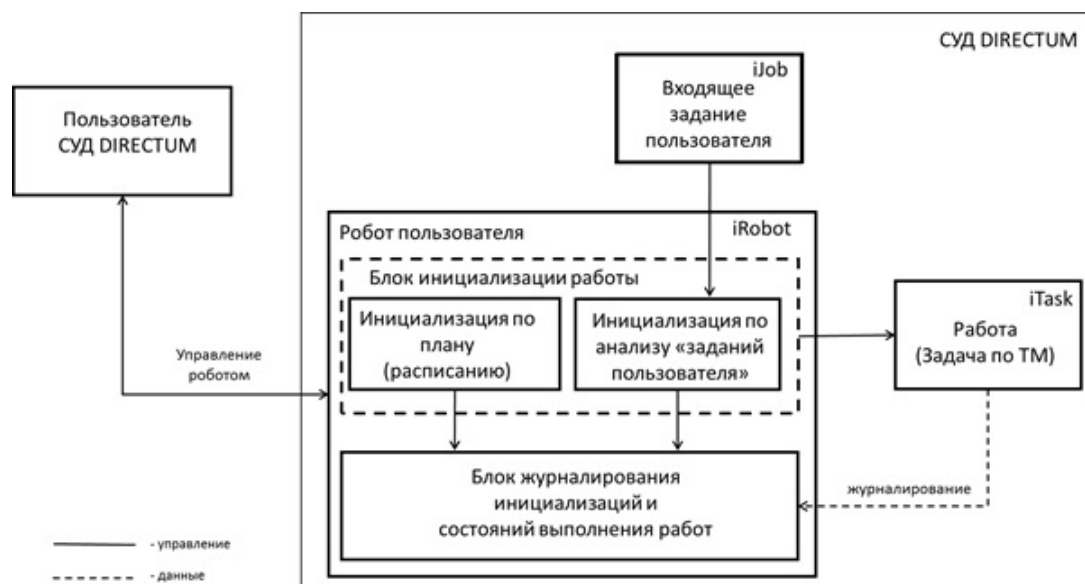 СУД DIRECTUM
iJob
Входящее
задание
пользователя
Пользователь
СУД DIRECTUM
Робот пользователя
iRobot
Блок инициализации работы
Инициализация по
плану
(расписанию)
Инициализация по
анализу «заданий
пользователя»
iTask
Работа
(Задача по ТМ)
Управление
роботом
Блок журналирования
инициализаций и
состояний выполнения работ
журналирование
- управление
- данные